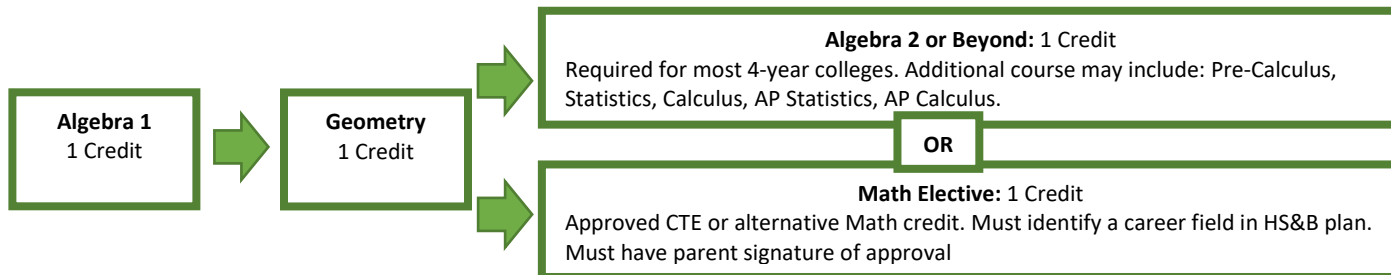 Algebra 1
1 Credit
Geometry
1 Credit
Algebra 2 or Beyond: 1 Credit
Required for most 4-year colleges. Additional course may include: Pre-Calculus,
Statistics, Calculus, AP Statistics, AP Calculus.
OR
Math Elective: 1 Credit
Approved CTE or alternative Math credit. Must identify a career field in HS&B plan.
Must have parent signature of approval